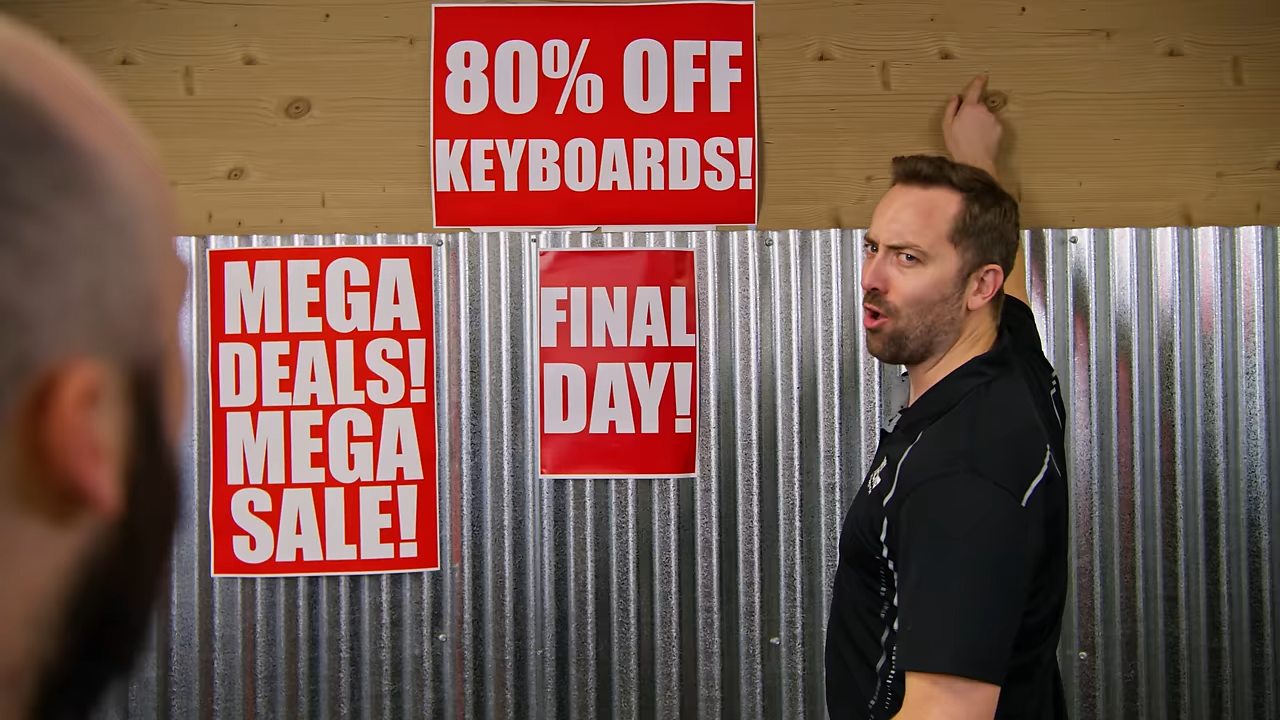 80% OFF
KEYBOARDS!
MEGA
DEALS!
MEGA
SALE!
FINAL
DAY!